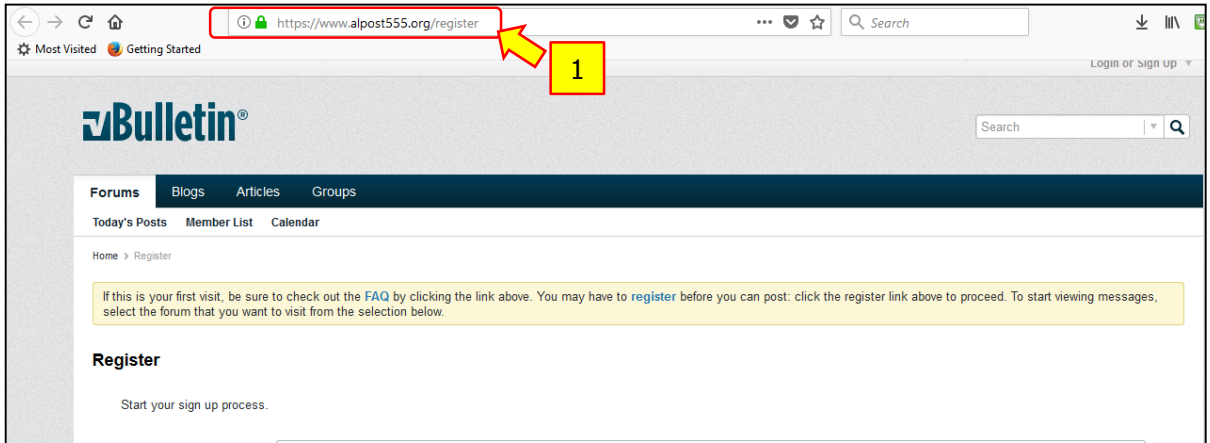 https://www.alpost555.org/register
Search
Most Visited Getting Started
1
Login or Sign Up
vBulletin®
Search
Forums Blogs Articles Groups
Today's Posts Member List Calendar
Home > Register
If this is your first visit, be sure to check out the FAQ by clicking the link above. You may have to register before you can post: click the register link above to proceed. To start viewing messages,
select the forum that you want to visit from the selection below.
Register
Start your sign up process.